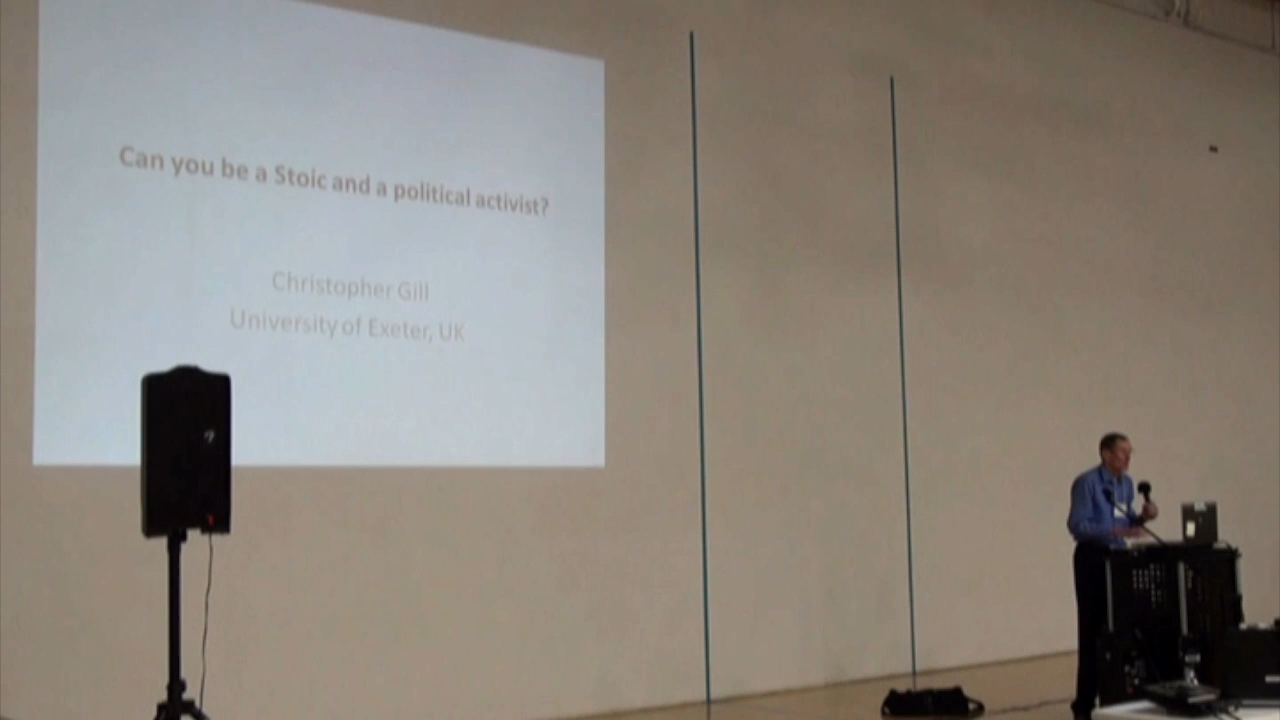 Can you be a Stoic and a political activist?
Christopher Gill
University of Exeter, UK